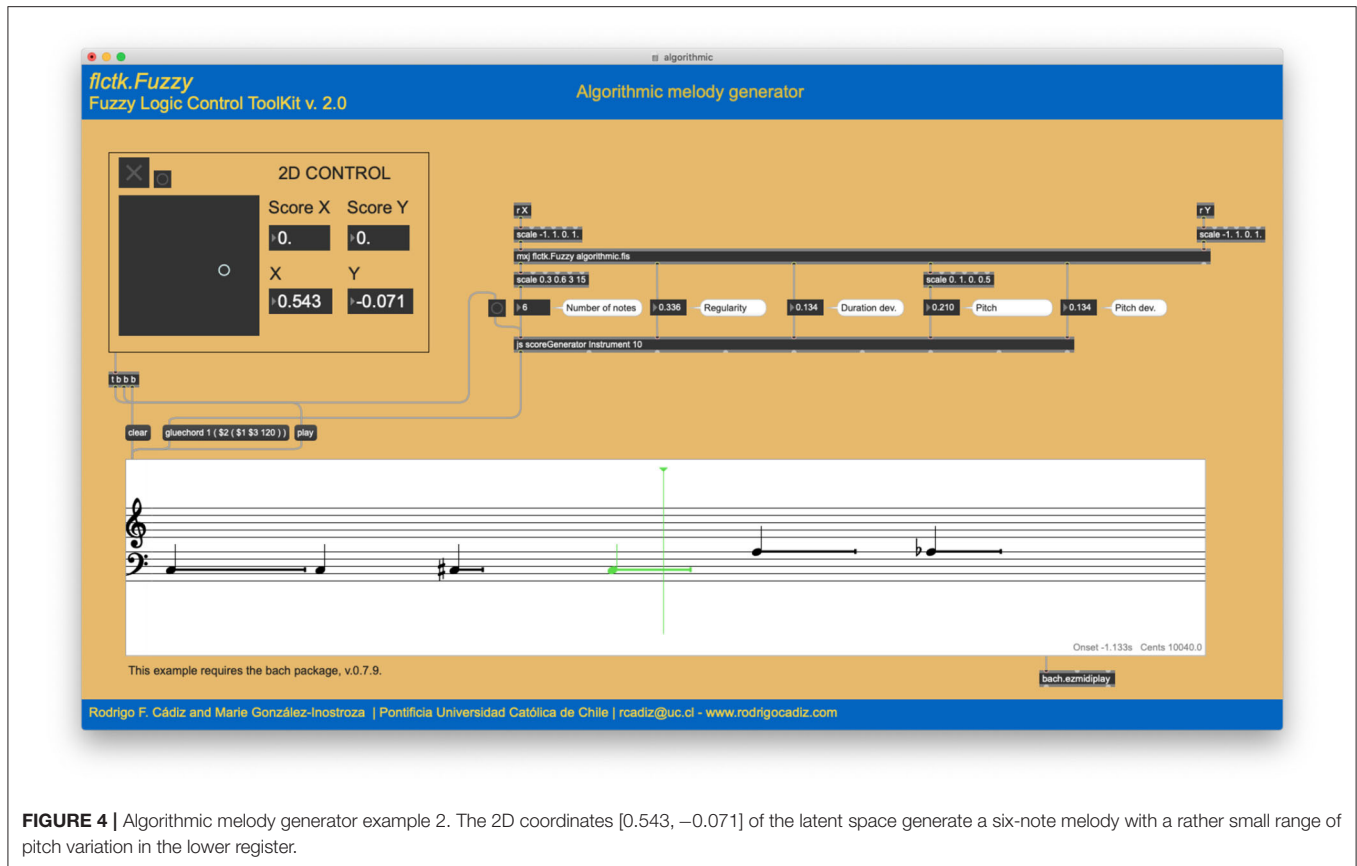 algorithmic
flctk.Fuzzy
Fuzzy Logic Control ToolKit v. 2.0
Algorithmic melody generator
2D CONTROL
Score X Score Y
0. 0.
X Y
0.543 -0.071
r X
r Y
scale -1. 1. 0. 1.
scale -1. 1. 0. 1.
mxj flctk.Fuzzy algorithmic.fis
scale 0.3 0.6 3 15
scale 0. 1. 0. 0.5
6 Number of notes 0.336 Regularity 0.134 Duration dev. 0.210 Pitch 0.134 Pitch dev.
js scoreGenerator Instrument 10
t b b b
clear gluechord 1 ( $2 ( $1 $3 120 ) ) play
Onset -1.133s Cents 10040.0
This example requires the bach package, v.0.7.9.
bach.ezmidiplay
Rodrigo F. Cádiz and Marie González-Inostroza | Pontificia Universidad Católica de Chile | rcadiz@uc.cl - www.rodrigocadiz.com
FIGURE 4 | Algorithmic melody generator example 2. The 2D coordinates [0.543, −0.071] of the latent space generate a six-note melody with a rather small range of
pitch variation in the lower register.